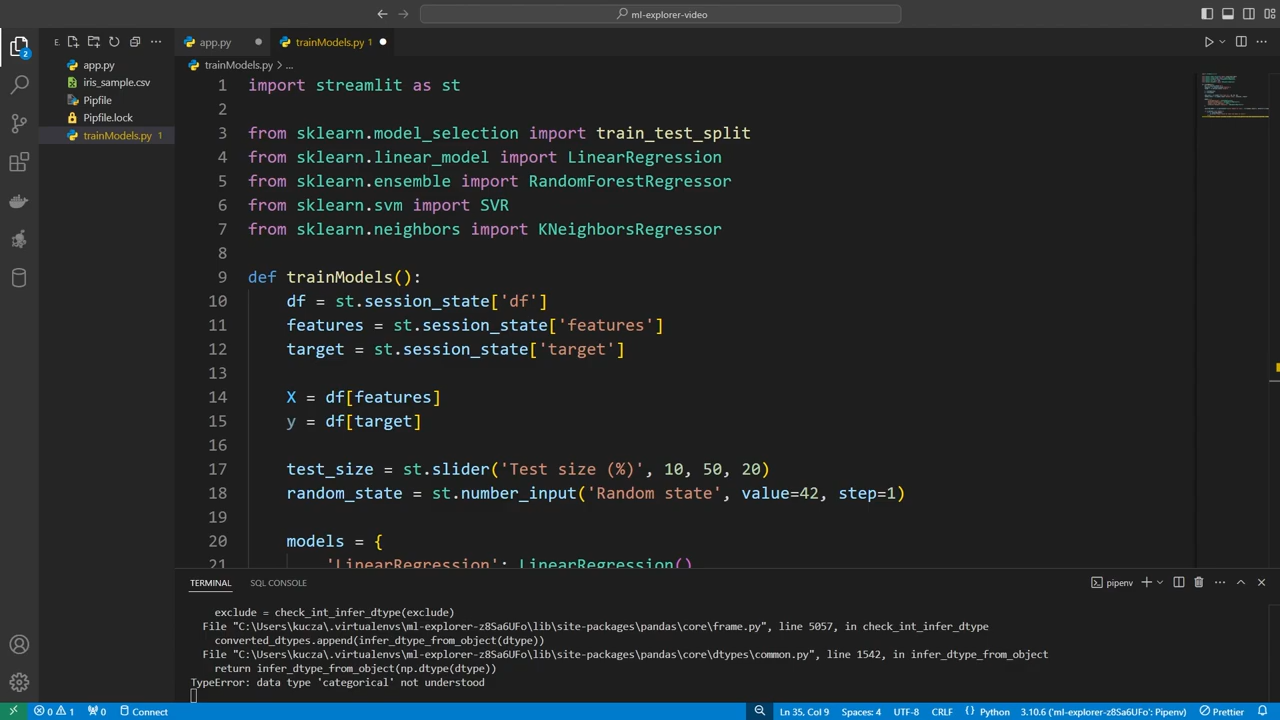 ml-explorer-video
E.
app.py
trainModels.py 1
app.py
iris_sample.csv
Pipfile
Pipfile.lock
trainModels.py 1
2
trainModels.py > ...
1 import streamlit as st
2
3 from sklearn.model_selection import train_test_split
4 from sklearn.linear_model import LinearRegression
5 from sklearn.ensemble import RandomForestRegressor
6 from sklearn.svm import SVR
7 from sklearn.neighbors import KNeighborsRegressor
8
9 def trainModels():
10 df = st.session_state['df']
11 features = st.session_state['features']
12 target = st.session_state['target']
13
14 X = df[features]
15 y = df[target]
16
17 test_size = st.slider('Test size (%)', 10, 50, 20)
18 random_state = st.number_input('Random state', value=42, step=1)
19
20 models = {
21 'LinearRegression': LinearRegression()
TERMINAL SQL CONSOLE
pipenv
exclude = check_int_infer_dtype(exclude)
File "C:\Users\kucza\.virtualenvs\ml-explorer-z8Sa6UFo\lib\site-packages\pandas\core\frame.py", line 5057, in check_int_infer_dtype
converted_dtypes.append(infer_dtype_from_object(dtype))
File "C:\Users\kucza\.virtualenvs\ml-explorer-z8Sa6UFo\lib\site-packages\pandas\core\dtypes\common.py", line 1542, in infer_dtype_from_object
return infer_dtype_from_object(np.dtype(dtype))
TypeError: data type 'categorical' not understood
0 1 0 Connect Ln 35, Col 9 Spaces: 4 UTF-8 CRLF Python 3.10.6 ('ml-explorer-z8Sa6UFo': Pipenv) Prettier